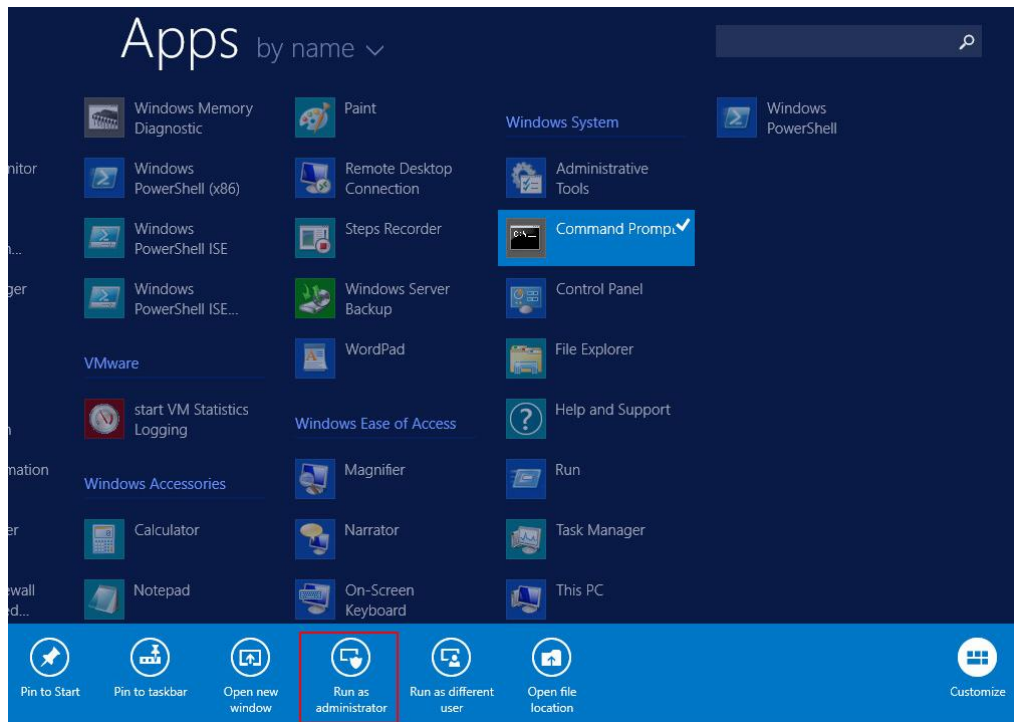 Apps by name
nitor
n...
ger
n
mation
er
ewall
ed...
Windows Memory
Diagnostic
Windows
PowerShell (x86)
Windows
PowerShell ISE
Windows
PowerShell ISE...
VMware
start VM Statistics
Logging
Windows Accessories
Calculator
Notepad
Paint
Remote Desktop
Connection
Steps Recorder
Windows Server
Backup
WordPad
Windows Ease of Access
Magnifier
Narrator
On-Screen
Keyboard
Windows System
Administrative
Tools
C:\_
Command Prompt
Control Panel
File Explorer
Help and Support
Run
Task Manager
This PC
Windows
PowerShell
Pin to Start
Pin to taskbar
Open new
window
Run as
administrator
Run as different
user
Open file
location
Customize